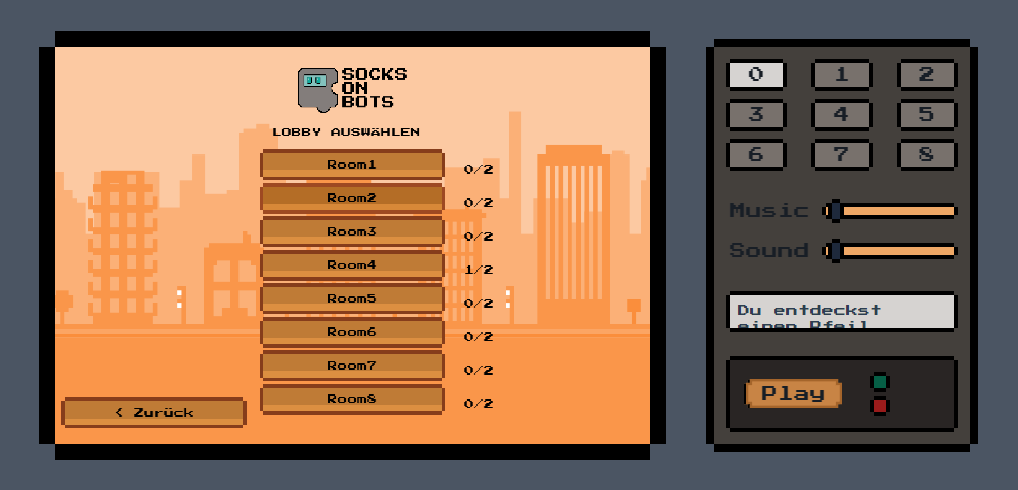 SOCKS
ON
BOTS
LOBBY AUSWÄHLEN
Room1 0/2
Room2 0/2
Room3 0/2
Room4 1/2
Room5 0/2
Room6 0/2
Room7 0/2
Room8 0/2
< Zurück
0 1 2
3 4 5
6 7 8
Music
Sound
Du entdeckst
einen Pfeil
Play